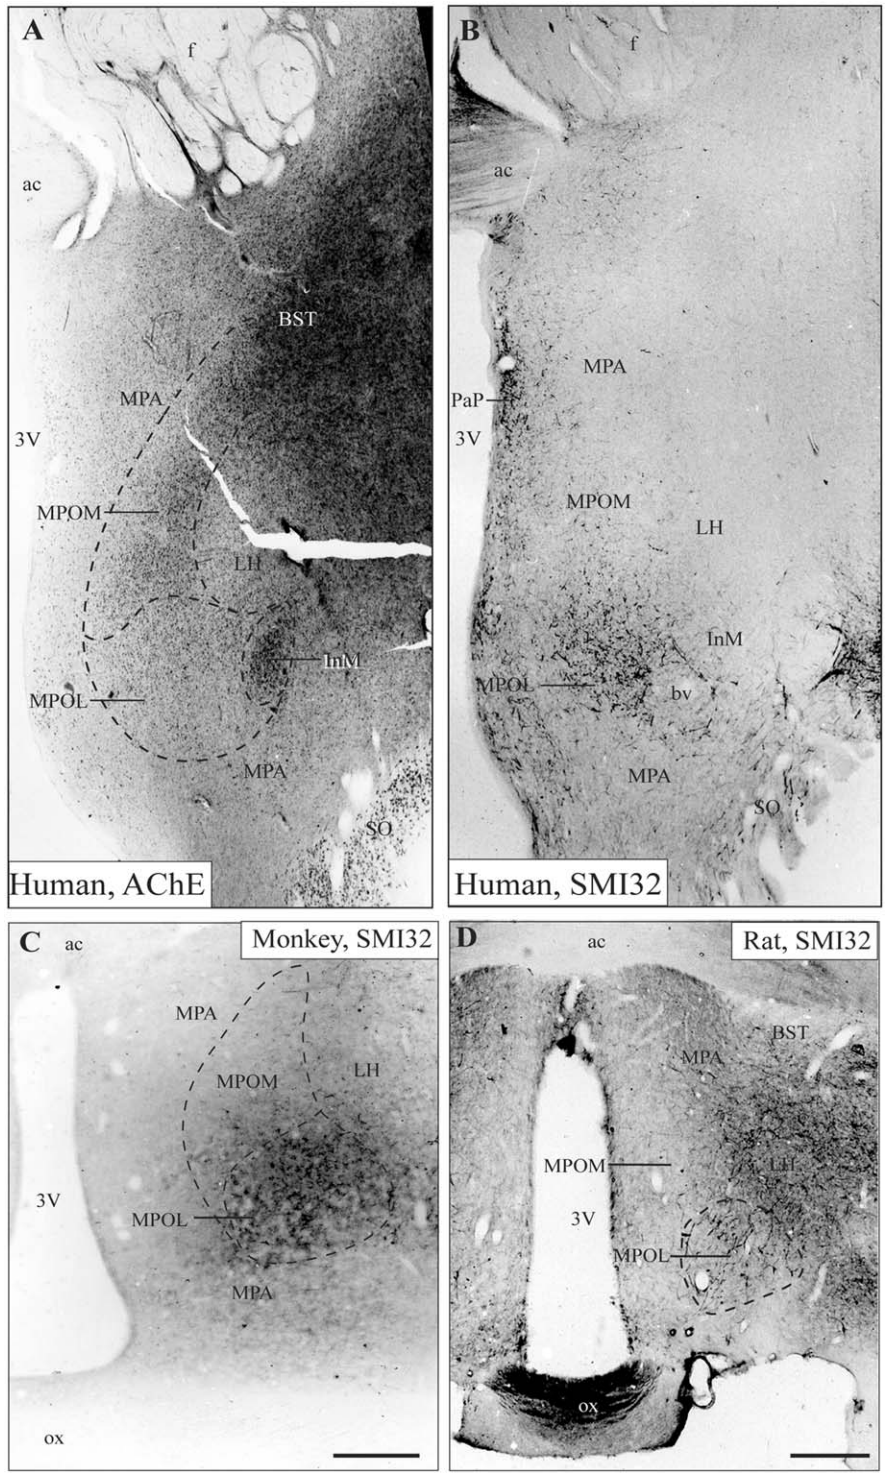 A
f
ac
BST
MPA
3V
MPOM
LH
InM
MPOL
MPA
SO
Human, AChE
B
f
ac
MPA
PaP
3V
MPOM
LH
InM
MPOL
bv
MPA
SO
Human, SMI32
C
ac
Monkey, SMI32
MPA
MPOM
LH
3V
MPOL
MPA
ox
D
ac
Rat, SMI32
BST
MPA
MPOM
LH
3V
MPOL
ox